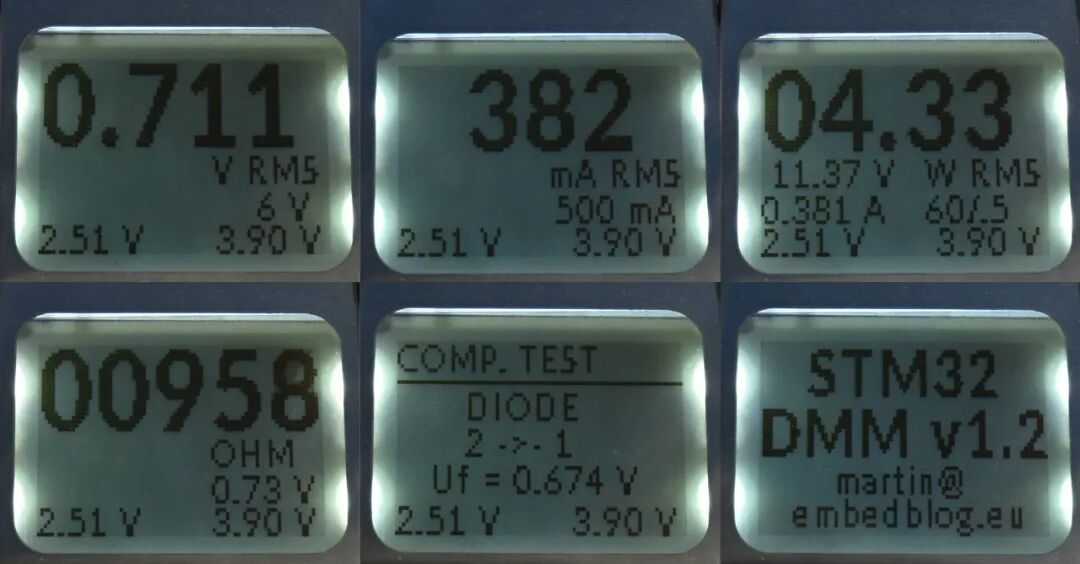 0.711
V RMS
6 V
2.51 V 3.90 V
382
mA RMS
500 mA
2.51 V 3.90 V
04.33
11.37 V W RMS
0.381 A 60/.5
2.51 V 3.90 V
00958
OHM
0.73 V
2.51 V 3.90 V
COMP. TEST
DIODE
2 ->- 1
Uf = 0.674 V
2.51 V 3.90 V
STM32
DMM v1.2
martin@
embedblog.eu